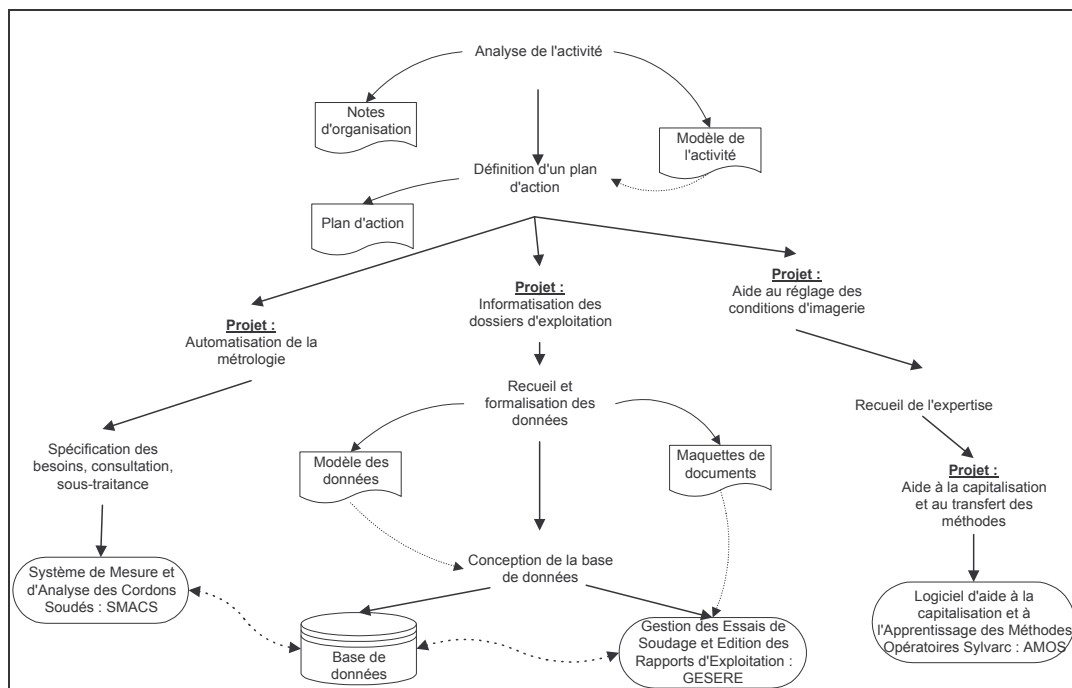 Analyse de l'activité
Notes
d'organisation
Modèle de
l'activité
Définition d'un plan
d'action
Plan d'action
Projet :
Automatisation de la
métrologie
Projet :
Informatisation des
dossiers d'exploitation
Projet :
Aide au réglage des
conditions d'imagerie
Recueil et
formalisation des
données
Recueil de l'expertise
Spécification des
besoins, consultation,
sous-traitance
Modèle des
données
Maquettes de
documents
Projet :
Aide à la capitalisation
et au transfert des
méthodes
Conception de la base
de données
Système de Mesure et
d'Analyse des Cordons
Soudés : SMACS
Base de
données
Gestion des Essais de
Soudage et Edition des
Rapports d'Exploitation :
GESERE
Logiciel d'aide à la
capitalisation et à
l'Apprentissage des Méthodes
Opératoires Sylvarc : AMOS